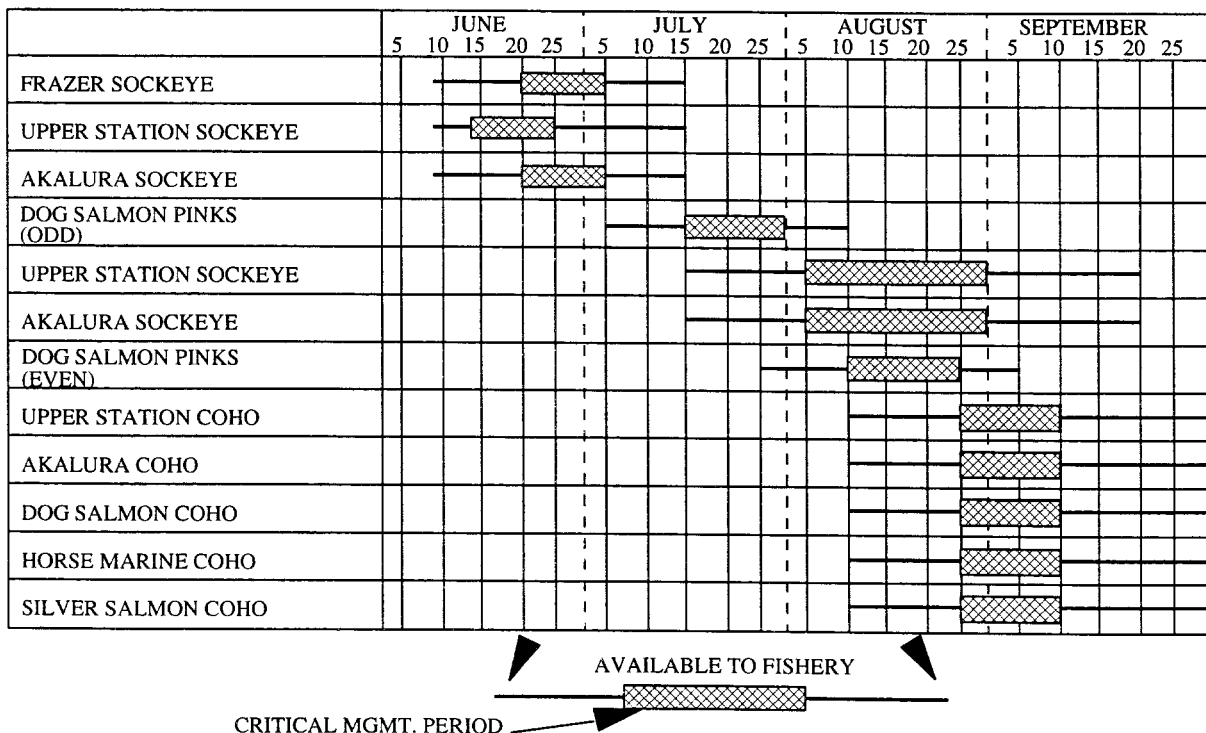 JUNE JULY AUGUST SEPTEMBER
5 10 15 20 25 5 10 15 20 25 5 10 15 20 25 5 10 15 20 25
FRAZER SOCKEYE
UPPER STATION SOCKEYE
AKALURA SOCKEYE
DOG SALMON PINKS
(ODD)
UPPER STATION SOCKEYE
AKALURA SOCKEYE
DOG SALMON PINKS
(EVEN)
UPPER STATION COHO
AKALURA COHO
DOG SALMON COHO
HORSE MARINE COHO
SILVER SALMON COHO
AVAILABLE TO FISHERY
CRITICAL MGMT. PERIOD